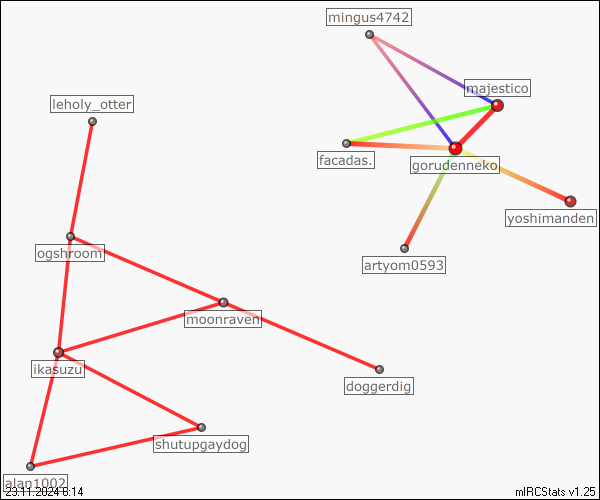 mingus4742
majestico
leholy_otter
facadas.
gorudenneko
yoshimanden
ogshroom
artyom0593
moonraven
ikasuzu
doggerdig
shutupgaydog
alan1002
23.11.2024 6:14
mIRCStats v1.25